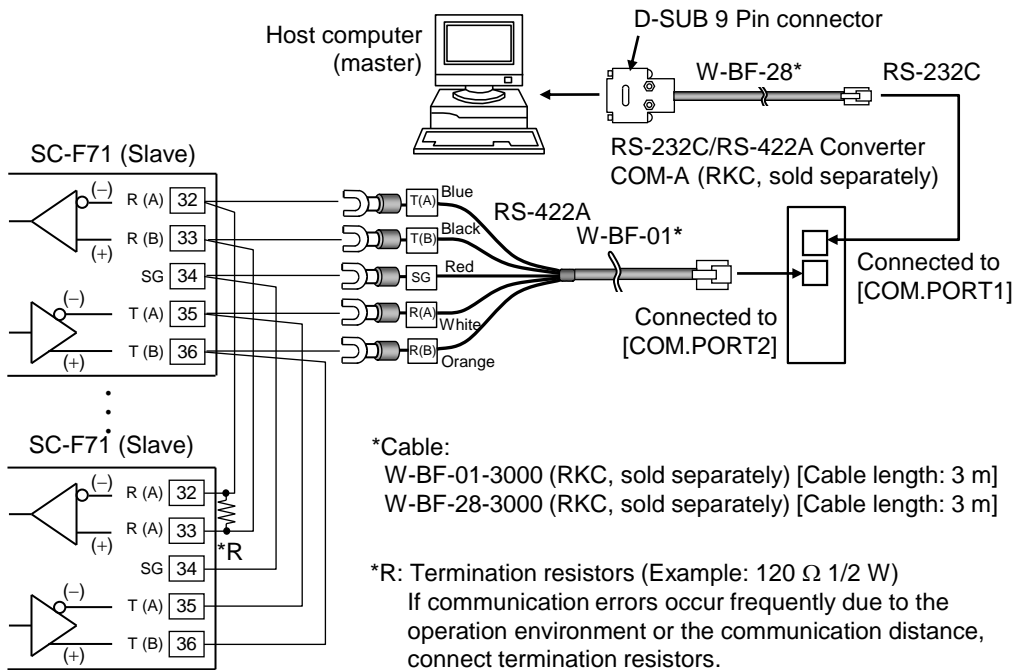 D-SUB 9 Pin connector
Host computer
(master)
W-BF-28*
RS-232C
RS-232C/RS-422A Converter
COM-A (RKC, sold separately)
SC-F71 (Slave)
(−)
R (A) 32
R (B) 33
(+)
SG 34
(−)
T (A) 35
T (B) 36
(+)
T(A)
Blue
T(B)
Black
SG
Red
R(A)
White
R(B)
Orange
RS-422A
W-BF-01*
Connected to
[COM.PORT1]
Connected to
[COM.PORT2]
SC-F71 (Slave)
(−)
R (A) 32
R (A) 33
(+)
*R
SG 34
(−)
T (A) 35
T (B) 36
(+)
*Cable:
W-BF-01-3000 (RKC, sold separately) [Cable length: 3 m]
W-BF-28-3000 (RKC, sold separately) [Cable length: 3 m]
*R: Termination resistors (Example: 120 Ω 1/2 W)
If communication errors occur frequently due to the
operation environment or the communication distance,
connect termination resistors.